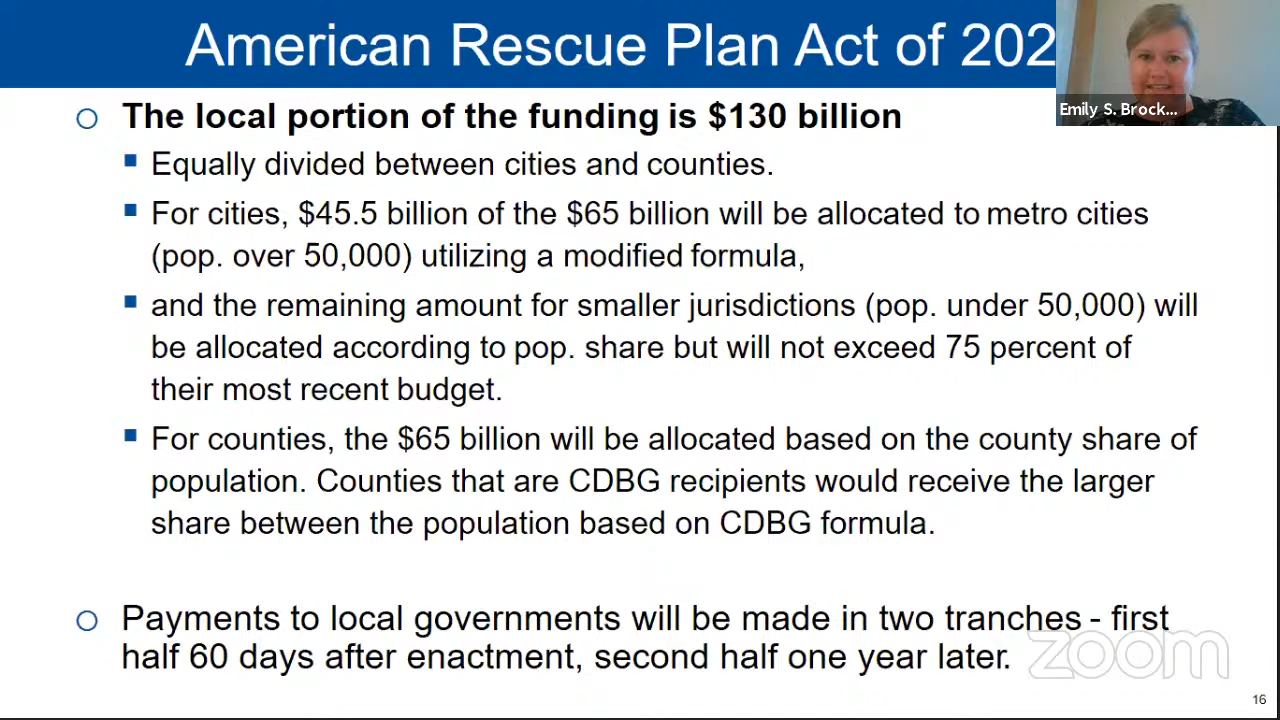 American Rescue Plan Act of 202
Emily S. Brock...
The local portion of the funding is $130 billion
Equally divided between cities and counties.
For cities, $45.5 billion of the $65 billion will be allocated to metro cities
(pop. over 50,000) utilizing a modified formula,
and the remaining amount for smaller jurisdictions (pop. under 50,000) will
be allocated according to pop. share but will not exceed 75 percent of
their most recent budget.
For counties, the $65 billion will be allocated based on the county share of
population. Counties that are CDBG recipients would receive the larger
share between the population based on CDBG formula.
Payments to local governments will be made in two tranches - first
half 60 days after enactment, second half one year later.
zoom
16